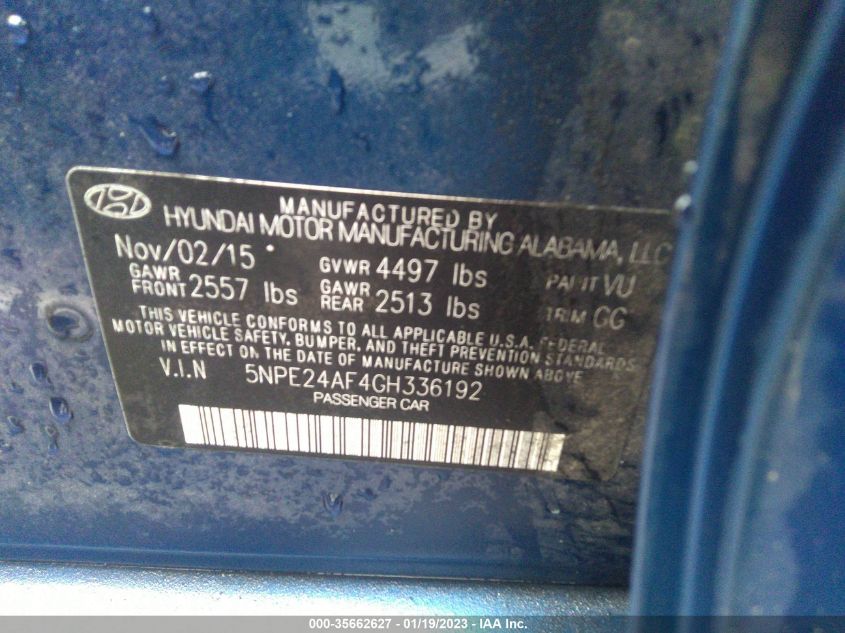 MANUFACTURED BY
HYUNDAI MOTOR MANUFACTURING ALABAMA, LLC
Nov/02/15 GVWR 4497 lbs PAINT VU
GAWR FRONT 2557 lbs GAWR REAR 2513 lbs TRIM GG
THIS VEHICLE CONFORMS TO ALL APPLICABLE U.S.A. FEDERAL
MOTOR VEHICLE SAFETY, BUMPER, AND THEFT PREVENTION STANDARDS
IN EFFECT ON THE DATE OF MANUFACTURE SHOWN ABOVE
V.I.N 5NPE24AF4GH336192
PASSENGER CAR
000-35662627 - 01/19/2023 - IAA Inc.